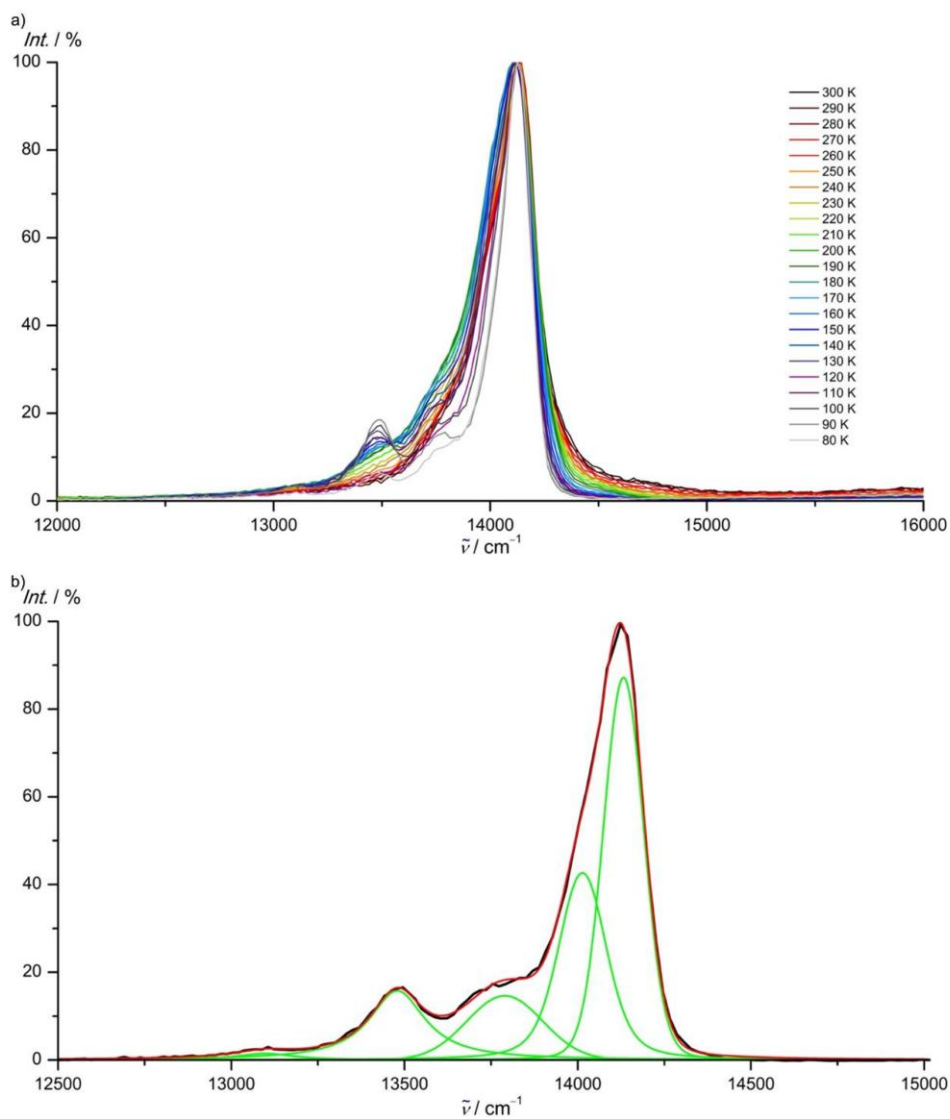 a)
Int. / %
100
80
60
40
20
0
12000 13000 14000 15000 16000
ṽ / cm⁻¹
300 K
290 K
280 K
270 K
260 K
250 K
240 K
230 K
220 K
210 K
200 K
190 K
180 K
170 K
160 K
150 K
140 K
130 K
120 K
110 K
100 K
90 K
80 K
b)
Int. / %
100
80
60
40
20
0
12500 13000 13500 14000 14500 15000
ṽ / cm⁻¹